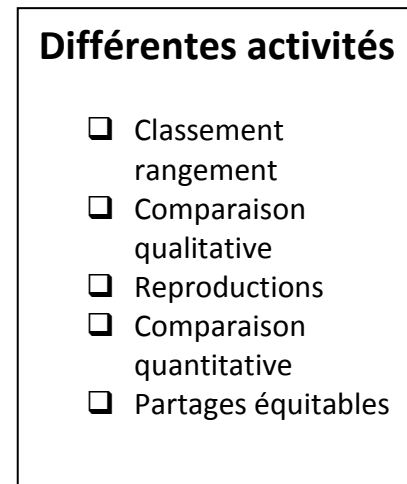 Différentes activités
❑ Classement
rangement
❑ Comparaison
qualitative
❑ Reproductions
❑ Comparaison
quantitative
❑ Partages équitables